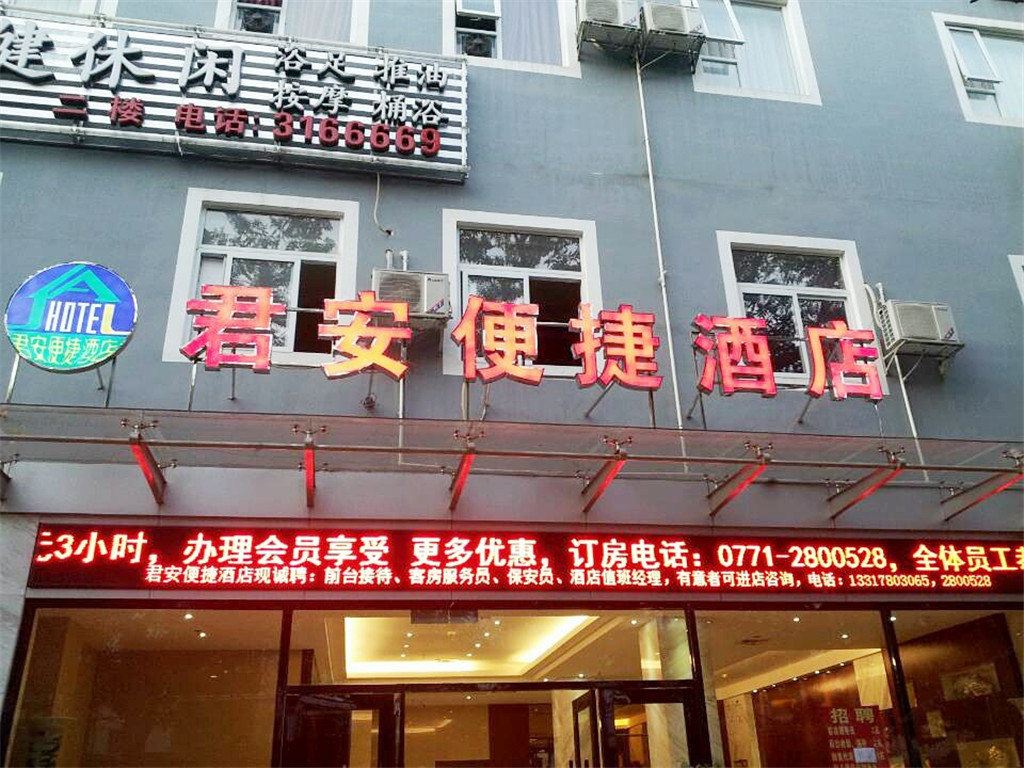 建休闲
浴足 推油
按摩 桶浴
二楼 电话:3166669
HOTEL
君安便捷酒店
君安便捷酒店
3小时，办理会员享受 更多优惠，订房电话：0771-2800528，全体员工
君安便捷酒店观诚聘：前台接待、客房服务员、保安员、酒店值班经理，有意者可进店咨询，电话：13317803065，2800528
招聘